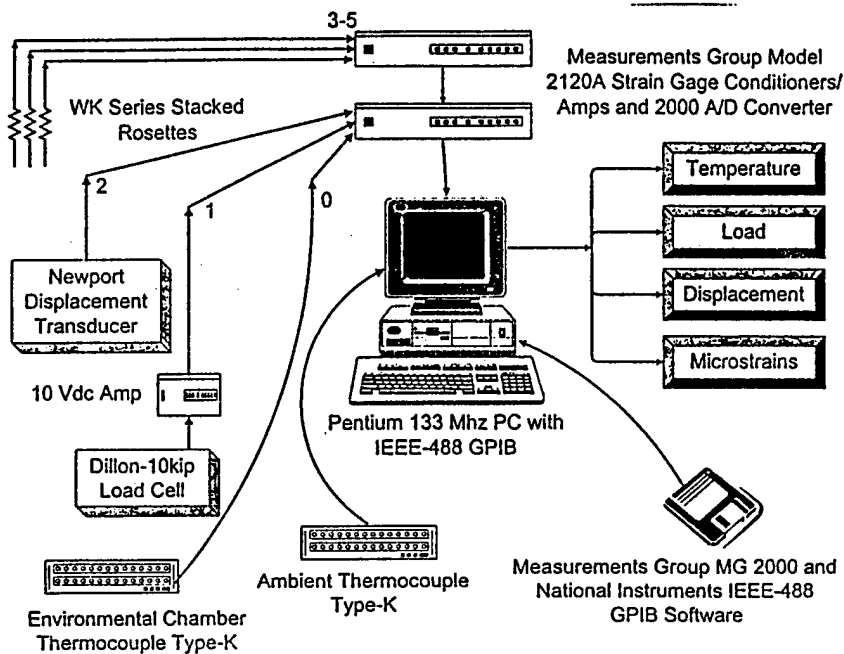 3-5
Measurements Group Model
2120A Strain Gage Conditioners/
Amps and 2000 A/D Converter
WK Series Stacked
Rosettes
2
1
0
Temperature
Load
Displacement
Microstrains
Newport
Displacement
Transducer
10 Vdc Amp
Dillon-10kip
Load Cell
Pentium 133 Mhz PC with
IEEE-488 GPIB
Environmental Chamber
Thermocouple Type-K
Ambient Thermocouple
Type-K
Measurements Group MG 2000 and
National Instruments IEEE-488
GPIB Software